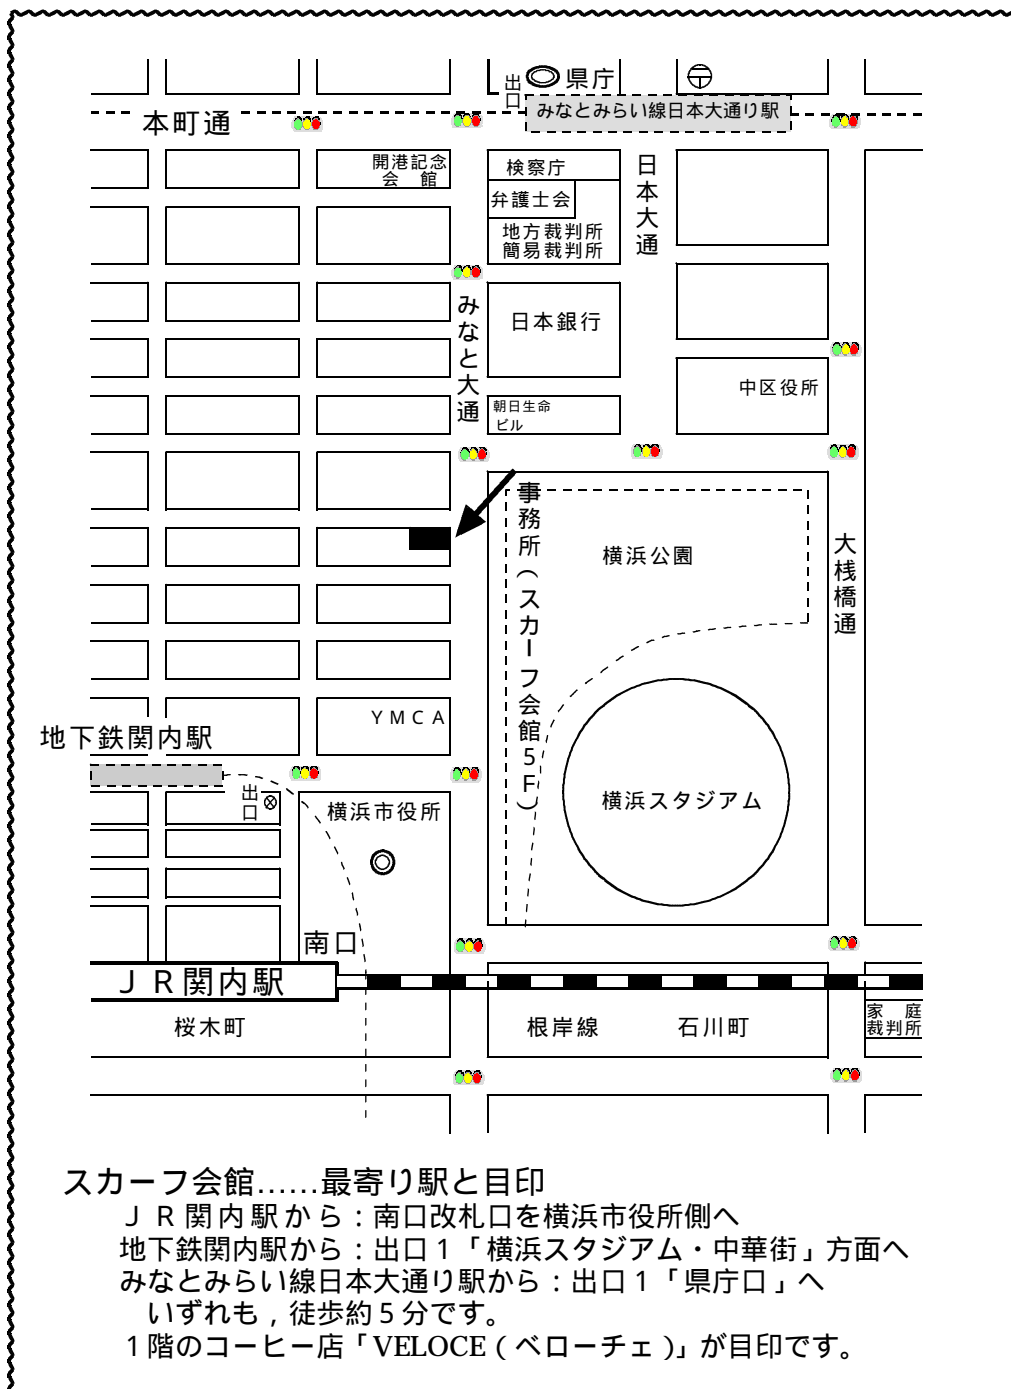 出口
県庁
みなとみらい線日本大通り駅
本町通
開港記念
会　館
検察庁
弁護士会
地方裁判所
簡易裁判所
日本大通
みなと大通
日本銀行
中区役所
朝日生命
ビル
事務所（スカーフ会館５Ｆ）
横浜公園
大桟橋通
ＹＭＣＡ
地下鉄関内駅
出口
横浜市役所
横浜スタジアム
南口
ＪＲ関内駅
桜木町
根岸線
石川町
家　庭
裁判所
スカーフ会館……最寄り駅と目印
ＪＲ関内駅から：南口改札口を横浜市役所側へ
地下鉄関内駅から：出口１「横浜スタジアム・中華街」方面へ
みなとみらい線日本大通り駅から：出口１「県庁口」へ
いずれも，徒歩約５分です。
１階のコーヒー店「VELOCE（ベローチェ）」が目印です。